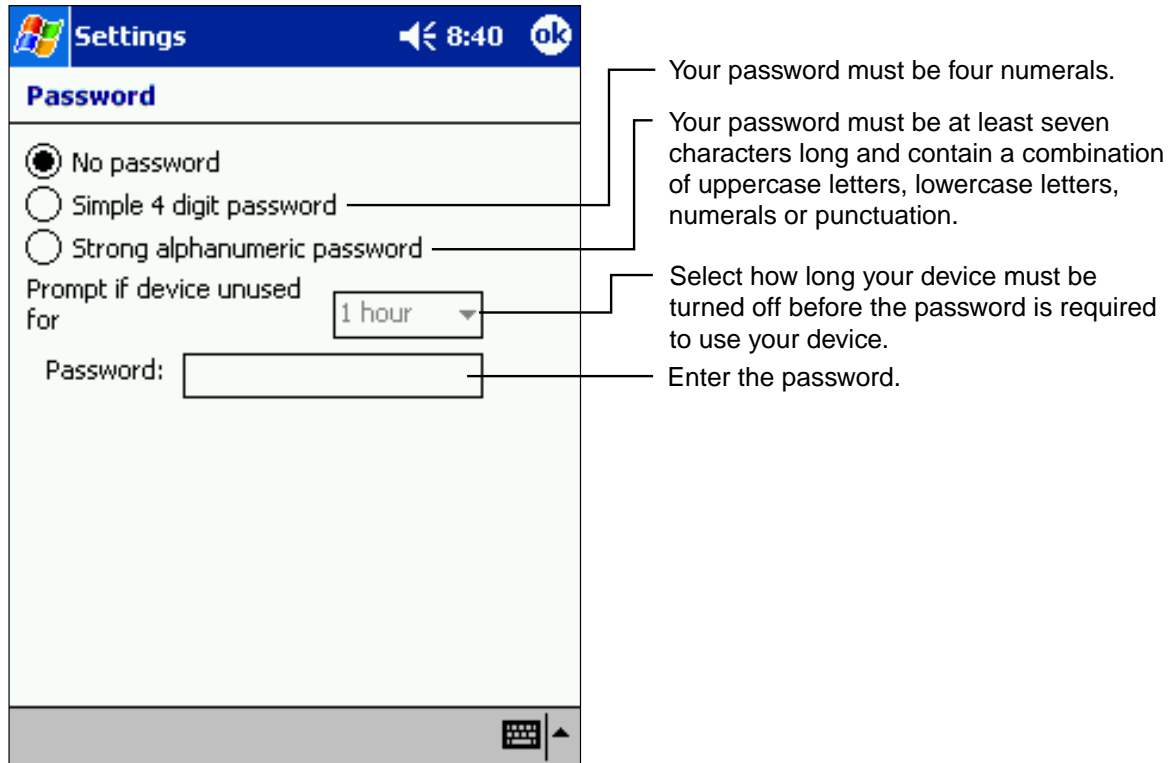 Settings 8:40 ok
Password
No password
Simple 4 digit password
Strong alphanumeric password
Prompt if device unused
for
1 hour
Password:
Your password must be four numerals.
Your password must be at least seven
characters long and contain a combination
of uppercase letters, lowercase letters,
numerals or punctuation.
Select how long your device must be
turned off before the password is required
to use your device.
Enter the password.